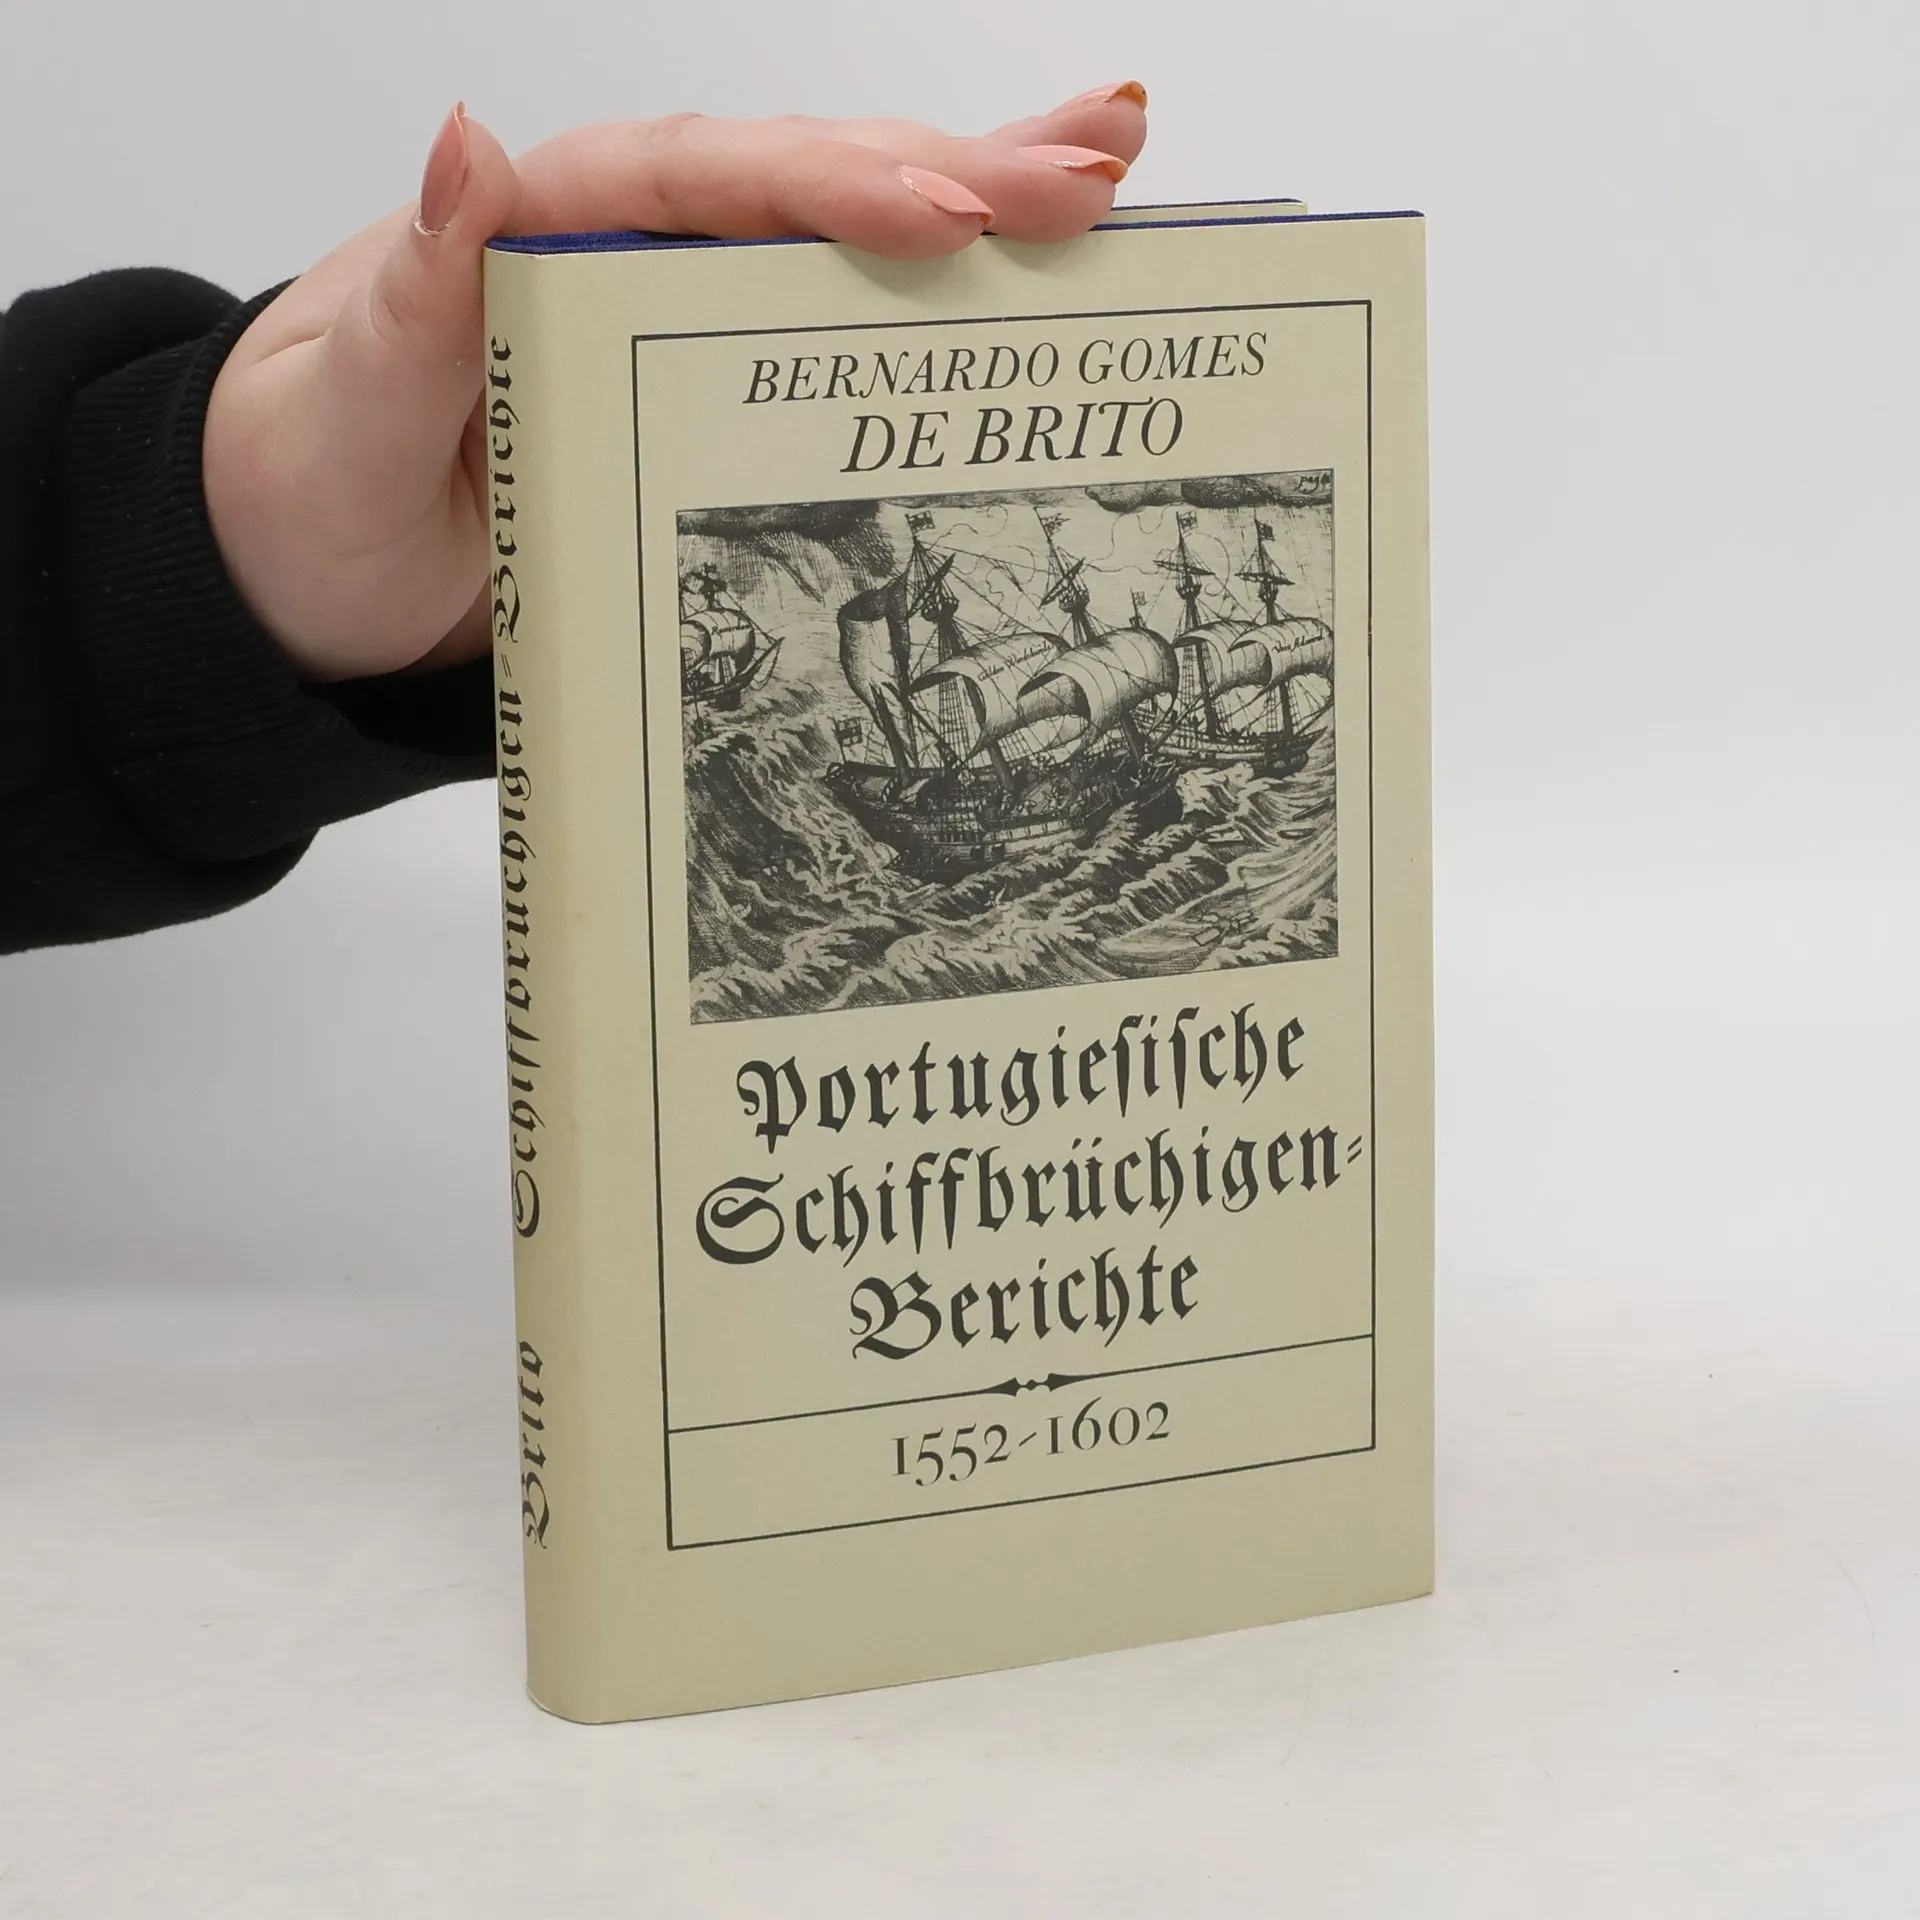 BERNARDO GOMES
DE BRITO
Portugieſiſche
Schiffbrüchigen⸗
Berichte
1552-1602
Brito Schiffbrüchigen⸗Berichte